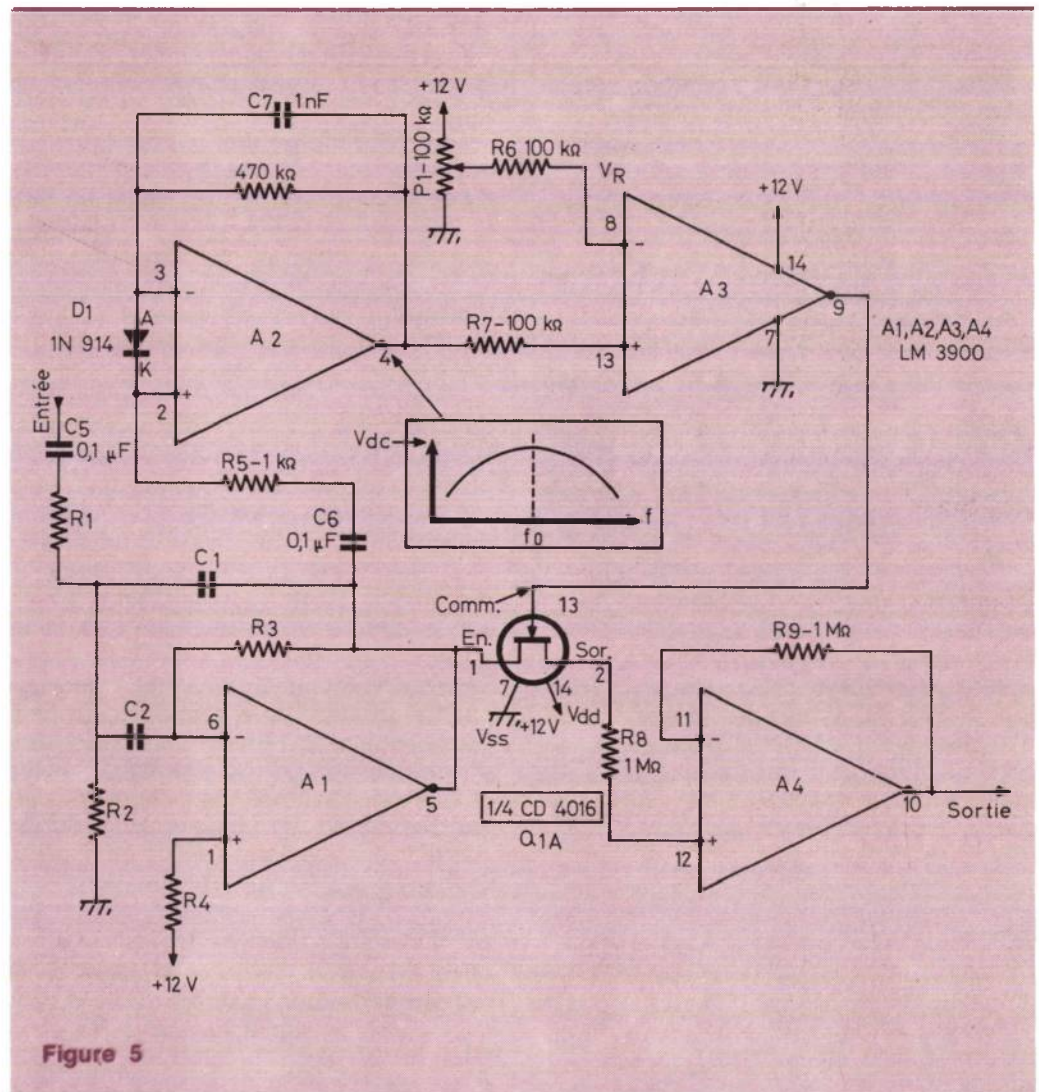 C7 1nF
470 kΩ
+12 V
P1-100 kΩ
R6 100 kΩ
VR
8
-
+12 V
14
A3
9
7
13
+
A1, A2, A3, A4
LM 3900
3
-
D1
1N 914
A
K
A2
4
R7-100 kΩ
2
+
Entrée
C5
0,1 µF
R1
R5-1 kΩ
C6
0,1 µF
Vdc
f
f0
C1
R3
Comm.
13
En.
1
Sor.
2
7
14
Vss
+12V
Vdd
R9-1 MΩ
C2
6
-
A1
5
R8
1 MΩ
11
-
A4
10
Sortie
R2
1
+
1/4 CD 4016
Q1A
12
+
R4
+12 V
Figure 5